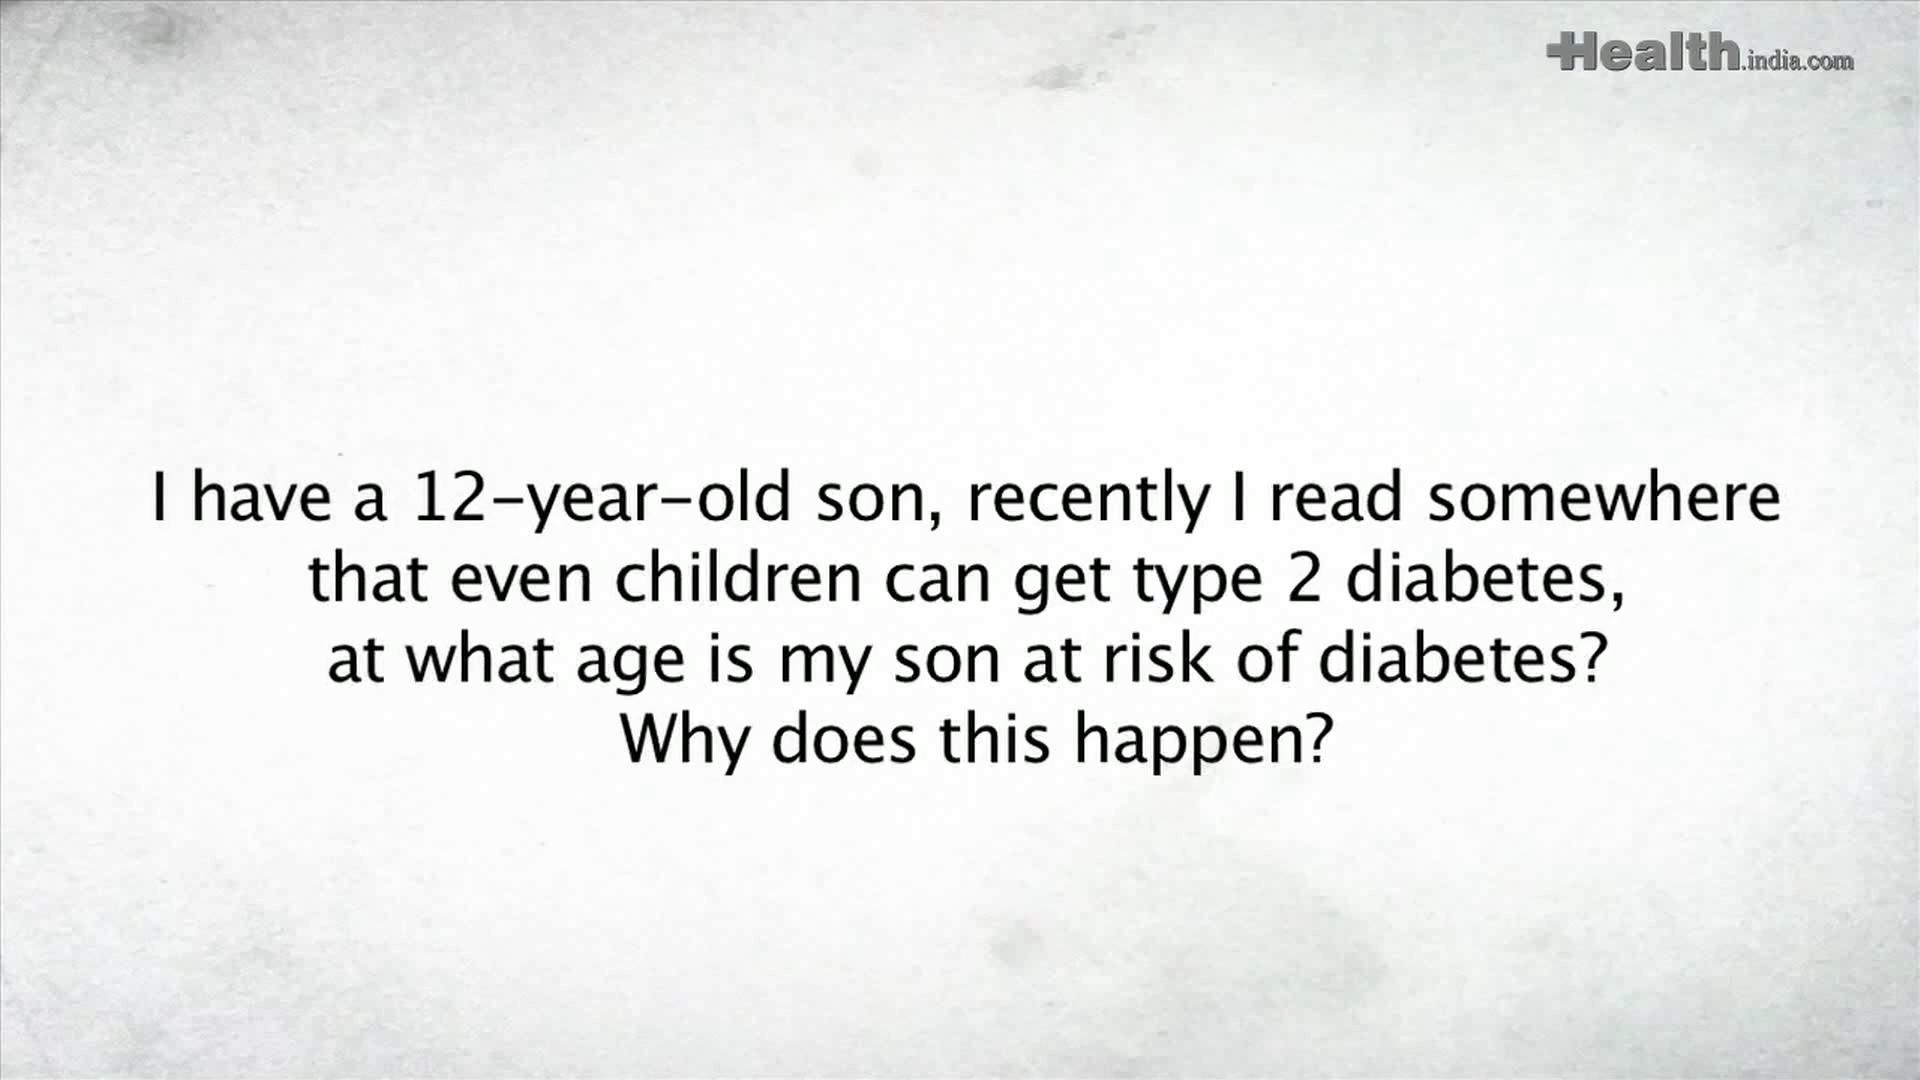 Health.india.com
I have a 12-year-old son, recently I read somewhere
that even children can get type 2 diabetes,
at what age is my son at risk of diabetes?
Why does this happen?